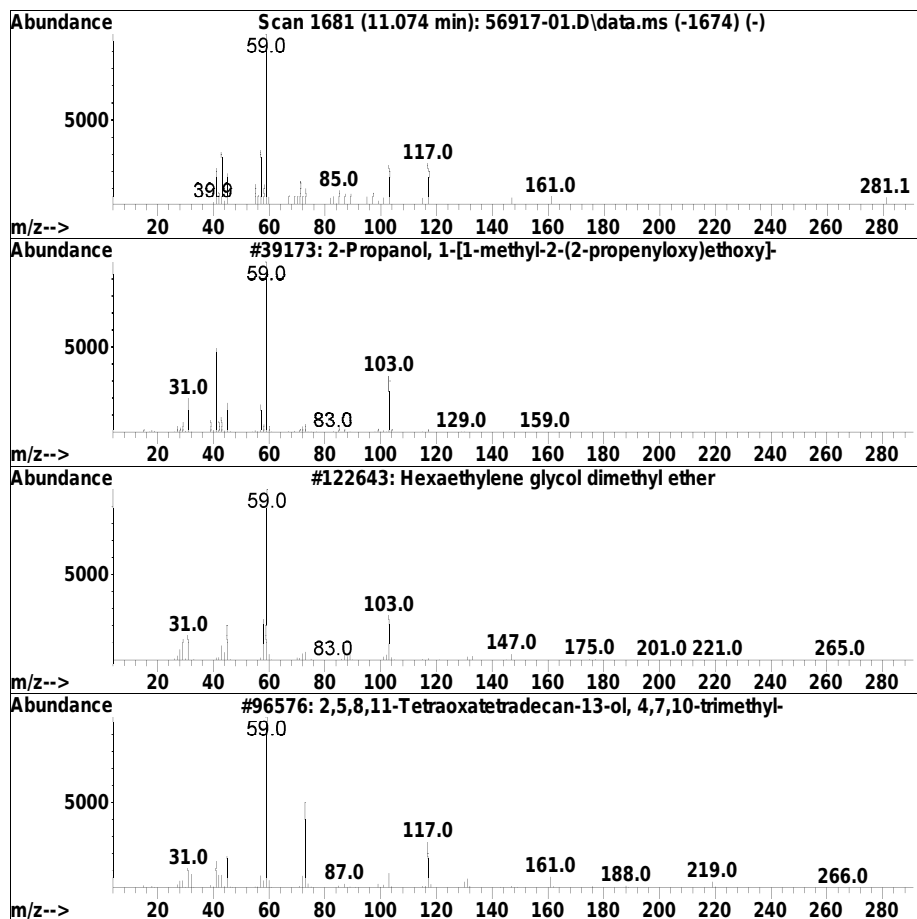 Abundance Scan 1681 (11.074 min): 56917-01.D\data.ms (-1674) (-)
59.0
5000
117.0
39.9 85.0 161.0 281.1
m/z--> 20 40 60 80 100 120 140 160 180 200 220 240 260 280
Abundance #39173: 2-Propanol, 1-[1-methyl-2-(2-propenyloxy)ethoxy]-
59.0
5000
31.0 103.0
83.0 129.0 159.0
m/z--> 20 40 60 80 100 120 140 160 180 200 220 240 260 280
Abundance #122643: Hexaethylene glycol dimethyl ether
59.0
5000
31.0 103.0
83.0 147.0 175.0 201.0 221.0 265.0
m/z--> 20 40 60 80 100 120 140 160 180 200 220 240 260 280
Abundance #96576: 2,5,8,11-Tetraoxatetradecan-13-ol, 4,7,10-trimethyl-
59.0
5000
117.0
31.0 87.0 161.0 188.0 219.0 266.0
m/z--> 20 40 60 80 100 120 140 160 180 200 220 240 260 280